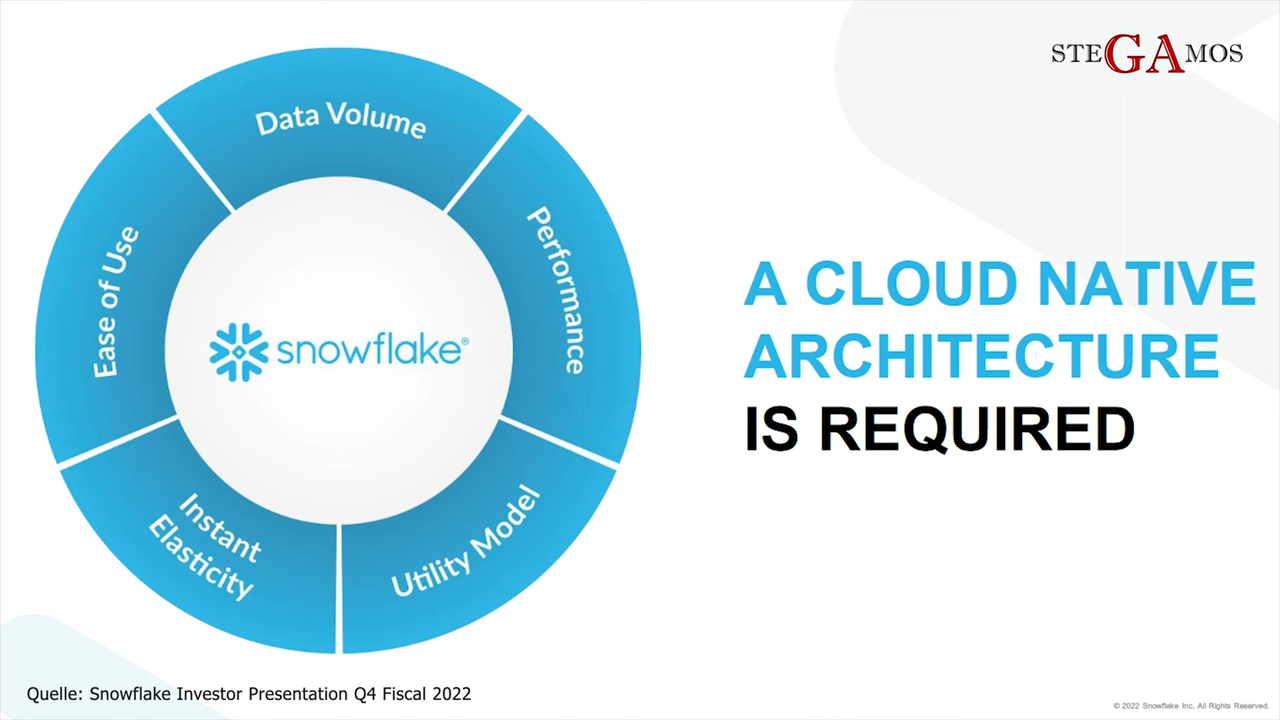 STEGAMOS
Data Volume
Performance
Utility Model
Instant
Elasticity
Ease of Use
snowflake®
A CLOUD NATIVE
ARCHITECTURE
IS REQUIRED
Quelle: Snowflake Investor Presentation Q4 Fiscal 2022
© 2022 Snowflake Inc. All Rights Reserved.